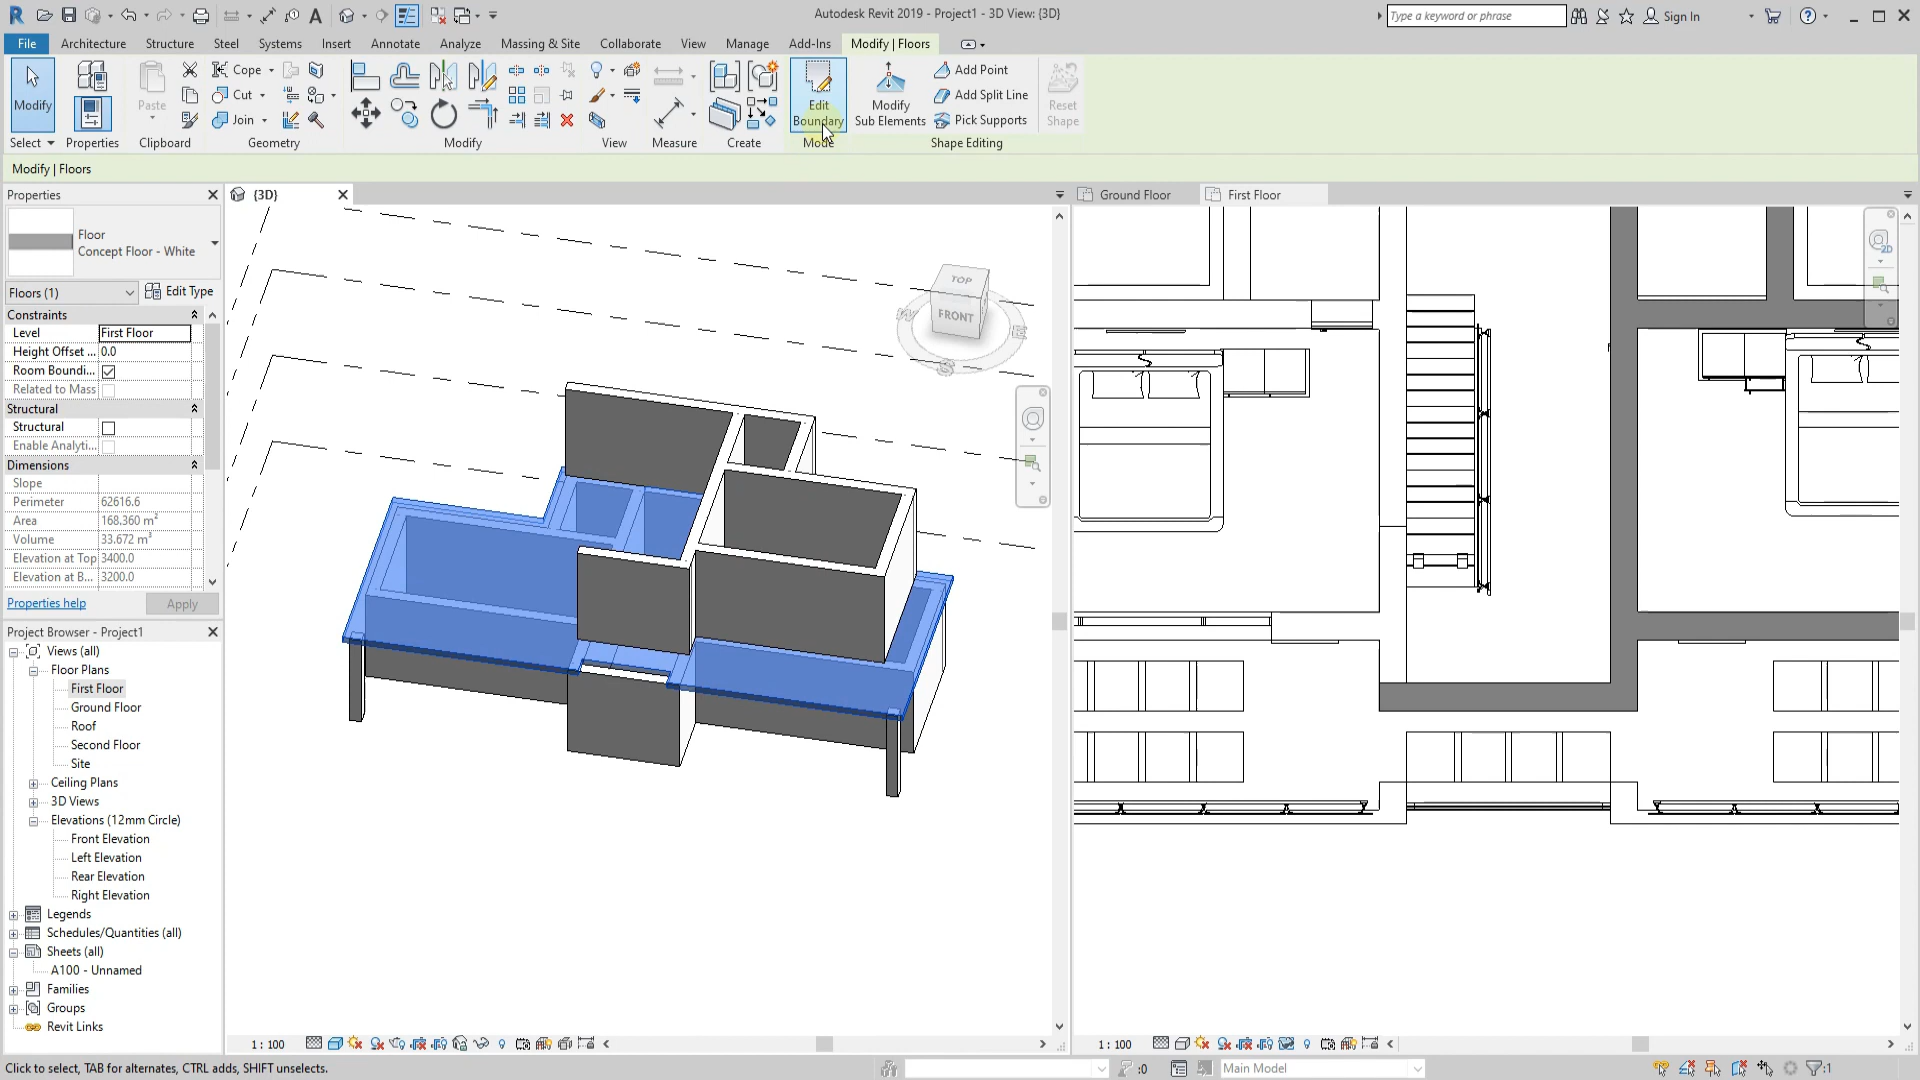 Autodesk Revit 2019 - Project1 - 3D View: {3D}
Type a keyword or phrase
Sign In
File
Architecture
Structure
Steel
Systems
Insert
Annotate
Analyze
Massing & Site
Collaborate
View
Manage
Add-Ins
Modify | Floors
Modify
Paste
Cope
Cut
Join
Edit
Boundary
Modify
Sub Elements
Add Point
Add Split Line
Pick Supports
Reset
Shape
Select
Properties
Clipboard
Geometry
Modify
View
Measure
Create
Mode
Shape Editing
Modify | Floors
Properties
{3D}
Ground Floor
First Floor
Floor
Concept Floor - White
Floors (1)
Edit Type
Constraints
Level
First Floor
Height Offset ...
0.0
Room Boundi...
Related to Mass
Structural
Structural
Enable Analyti...
Dimensions
Slope
Perimeter
62616.6
Area
168.360 m²
Volume
33.672 m³
Elevation at Top
3400.0
Elevation at B...
3200.0
Properties help
Apply
Project Browser - Project1
Views (all)
Floor Plans
First Floor
Ground Floor
Roof
Second Floor
Site
Ceiling Plans
3D Views
Elevations (12mm Circle)
Front Elevation
Left Elevation
Rear Elevation
Right Elevation
Legends
Schedules/Quantities (all)
Sheets (all)
A100 - Unnamed
Families
Groups
Revit Links
TOP
FRONT
W
E
S
2D
1 : 100
1 : 100
Click to select, TAB for alternates, CTRL adds, SHIFT unselects.
:0
Main Model
:1